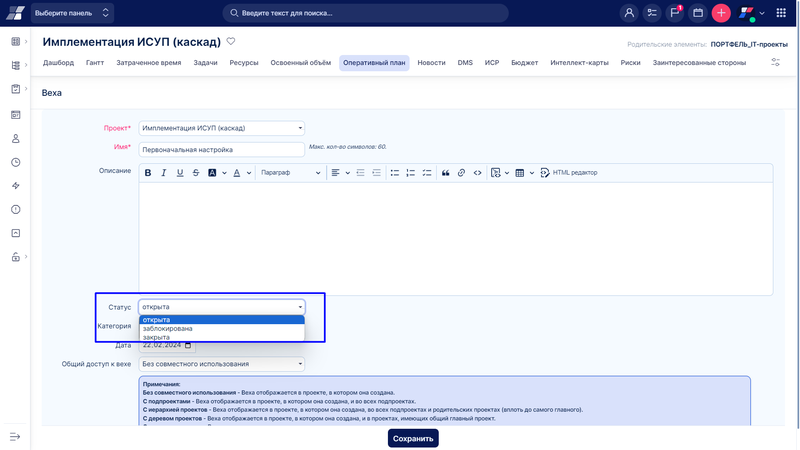 Выберите панель
Введите текст для поиска...
1
Имплементация ИСУП (каскад)
Родительские элементы: ПОРТФЕЛЬ_IT-проекты
Дашборд Гантт Затраченное время Задачи Ресурсы Освоенный объём Оперативный план Новости DMS ИСР Бюджет Интеллект-карты Риски Заинтересованные стороны
Веха
Проект* Имплементация ИСУП (каскад)
Имя* Первоначальная настройка Макс. кол-во символов: 60.
Описание
B I U S A A Параграф HTML редактор
Статус открыта
открыта
Категория заблокирована
закрыта
Дата 22.02.2024
Общий доступ к вехе Без совместного использования
Примечания:
Без совместного использования - Веха отображается в проекте, в котором она создана.
С подпроектами - Веха отображается в проекте, в котором она создана, и во всех подпроектах.
С иерархией проектов - Веха отображается в проекте, в котором она создана, во всех подпроектах и родительских проектах (вплоть до самого главного).
С деревом проектов - Веха отображается в проекте, в котором она создана, и в проектах, имеющих общий главный проект.
Сохранить